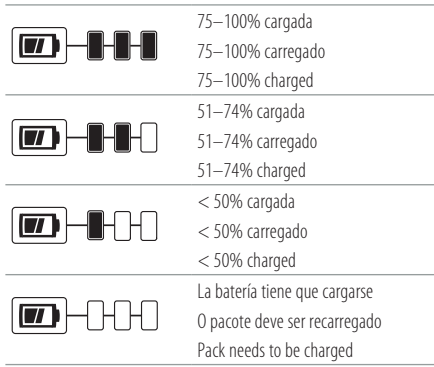 75–100% cargada
75–100% carregado
75–100% charged
51–74% cargada
51–74% carregado
51–74% charged
< 50% cargada
< 50% carregado
< 50% charged
La batería tiene que cargarse
O pacote deve ser recarregado
Pack needs to be charged